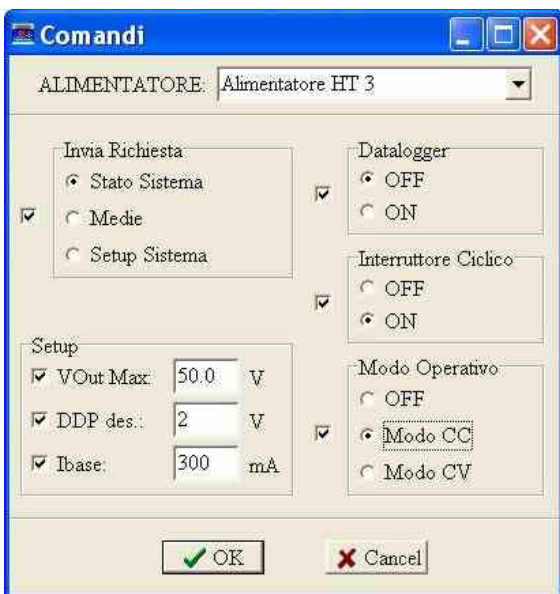 Comandi
ALIMENTATORE: Alimentatore HT 3
Invia Richiesta
Stato Sistema
Medie
Setup Sistema
Datalogger
OFF
ON
Interruttore Ciclico
OFF
ON
Setup
VOut Max: 50.0 V
DDP des.: 2 V
Ibase: 300 mA
Modo Operativo
OFF
Modo CC
Modo CV
OK
Cancel